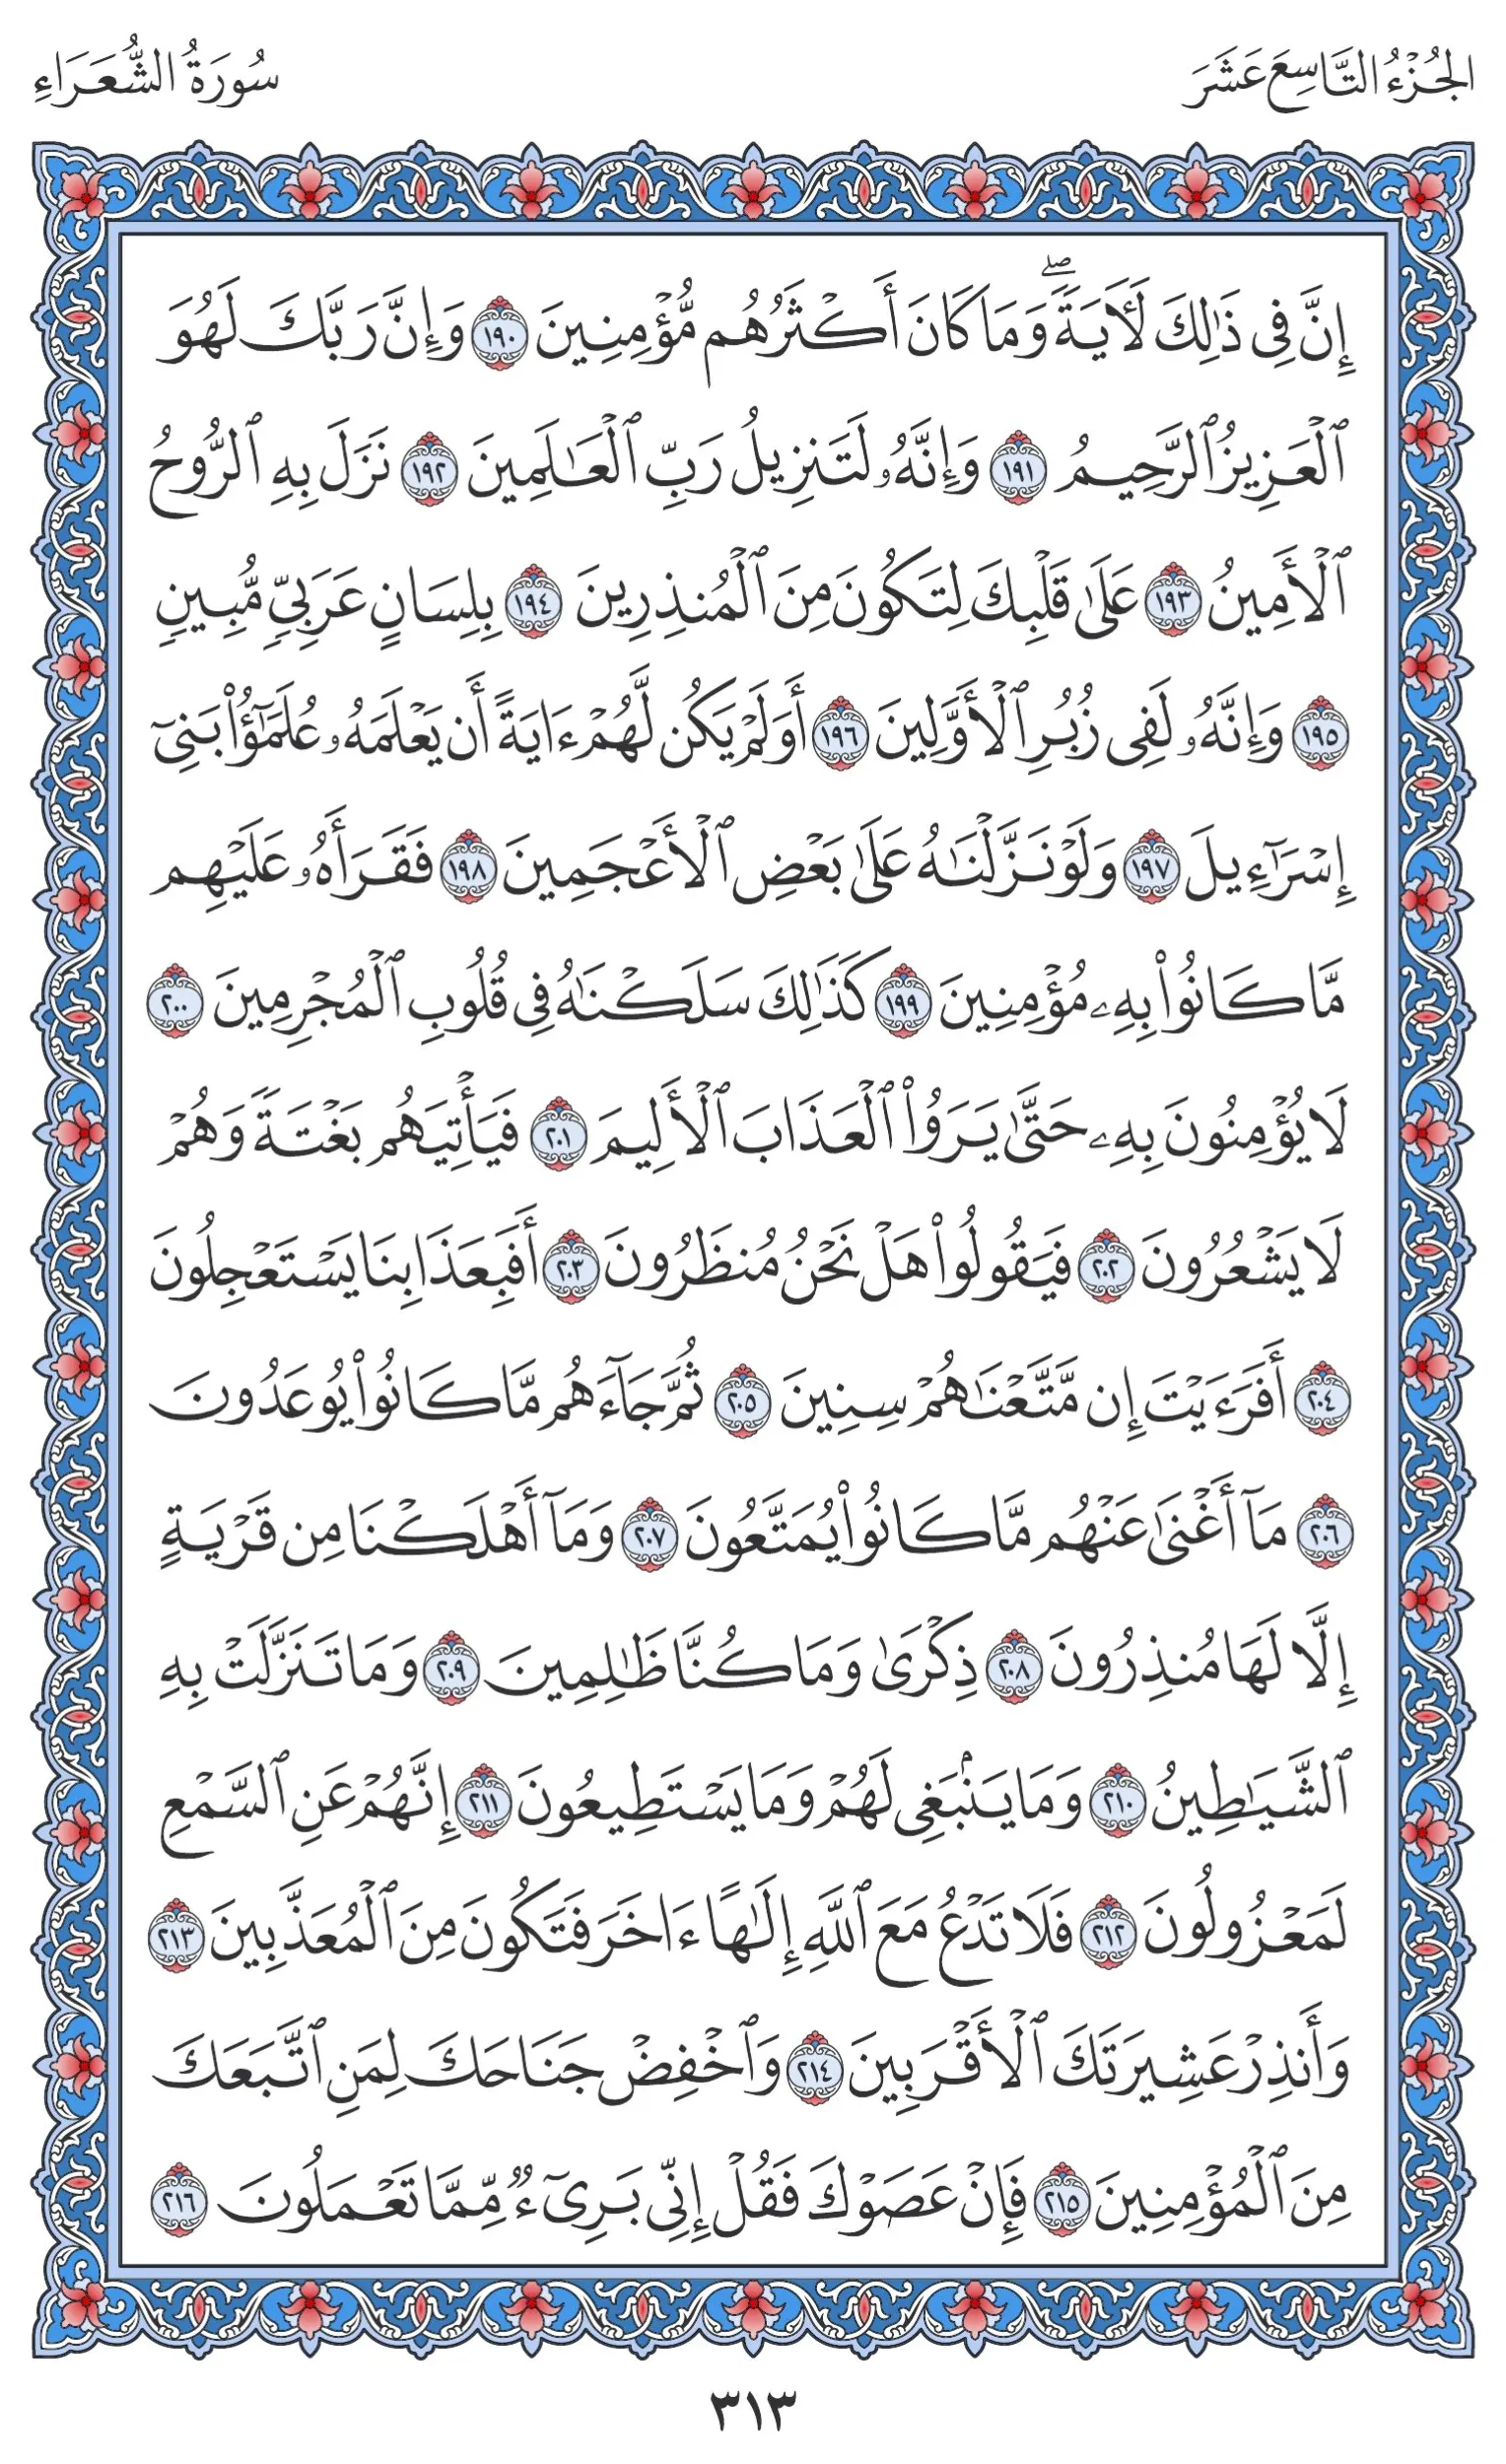 الجُزْءُ التَّاسِعَ عَشَرَ
سُورَةُ الشُّعَرَاءِ
إِنَّ فِى ذَٰلِكَ لَـَٔايَةًۖ وَمَا كَانَ أَكْثَرُهُم مُّؤْمِنِينَ ١٩٠ وَإِنَّ رَبَّكَ لَهُوَ
ٱلْعَزِيزُ ٱلرَّحِيمُ ١٩١ وَإِنَّهُۥ لَتَنزِيلُ رَبِّ ٱلْعَٰلَمِينَ ١٩٢ نَزَلَ بِهِ ٱلرُّوحُ
ٱلْأَمِينُ ١٩٣ عَلَىٰ قَلْبِكَ لِتَكُونَ مِنَ ٱلْمُنذِرِينَ ١٩٤ بِلِسَانٍ عَرَبِىٍّ مُّبِينٍ
١٩٥ وَإِنَّهُۥ لَفِى زُبُرِ ٱلْأَوَّلِينَ ١٩٦ أَوَلَمْ يَكُن لَّهُمْ ءَايَةً أَن يَعْلَمَهُۥ عُلَمَٰٓؤُا۟ بَنِىٓ
إِسْرَٰٓءِيلَ ١٩٧ وَلَوْ نَزَّلْنَٰهُ عَلَىٰ بَعْضِ ٱلْأَعْجَمِينَ ١٩٨ فَقَرَأَهُۥ عَلَيْهِم
مَّا كَانُوا۟ بِهِۦ مُؤْمِنِينَ ١٩٩ كَذَٰلِكَ سَلَكْنَٰهُ فِى قُلُوبِ ٱلْمُجْرِمِينَ ٢٠٠
لَا يُؤْمِنُونَ بِهِۦ حَتَّىٰ يَرَوُا۟ ٱلْعَذَابَ ٱلْأَلِيمَ ٢٠١ فَيَأْتِيَهُم بَغْتَةً وَهُمْ
لَا يَشْعُرُونَ ٢٠٢ فَيَقُولُوا۟ هَلْ نَحْنُ مُنظَرُونَ ٢٠٣ أَفَبِعَذَابِنَا يَسْتَعْجِلُونَ
٢٠٤ أَفَرَءَيْتَ إِن مَّتَّعْنَٰهُمْ سِنِينَ ٢٠٥ ثُمَّ جَآءَهُم مَّا كَانُوا۟ يُوعَدُونَ
٢٠٦ مَآ أَغْنَىٰ عَنْهُم مَّا كَانُوا۟ يُمَتَّعُونَ ٢٠٧ وَمَآ أَهْلَكْنَا مِن قَرْيَةٍ
إِلَّا لَهَا مُنذِرُونَ ٢٠٨ ذِكْرَىٰ وَمَا كُنَّا ظَٰلِمِينَ ٢٠٩ وَمَا تَنَزَّلَتْ بِهِ
ٱلشَّيَٰطِينُ ٢١٠ وَمَا يَنۢبَغِى لَهُمْ وَمَا يَسْتَطِيعُونَ ٢١١ إِنَّهُمْ عَنِ ٱلسَّمْعِ
لَمَعْزُولُونَ ٢١٢ فَلَا تَدْعُ مَعَ ٱللَّهِ إِلَٰهًا ءَاخَرَ فَتَكُونَ مِنَ ٱلْمُعَذَّبِينَ ٢١٣
وَأَنذِرْ عَشِيرَتَكَ ٱلْأَقْرَبِينَ ٢١٤ وَٱخْفِضْ جَنَاحَكَ لِمَنِ ٱتَّبَعَكَ
مِنَ ٱلْمُؤْمِنِينَ ٢١٥ فَإِنْ عَصَوْكَ فَقُلْ إِنِّى بَرِىٓءٌ مِّمَّا تَعْمَلُونَ ٢١٦
٣١٣